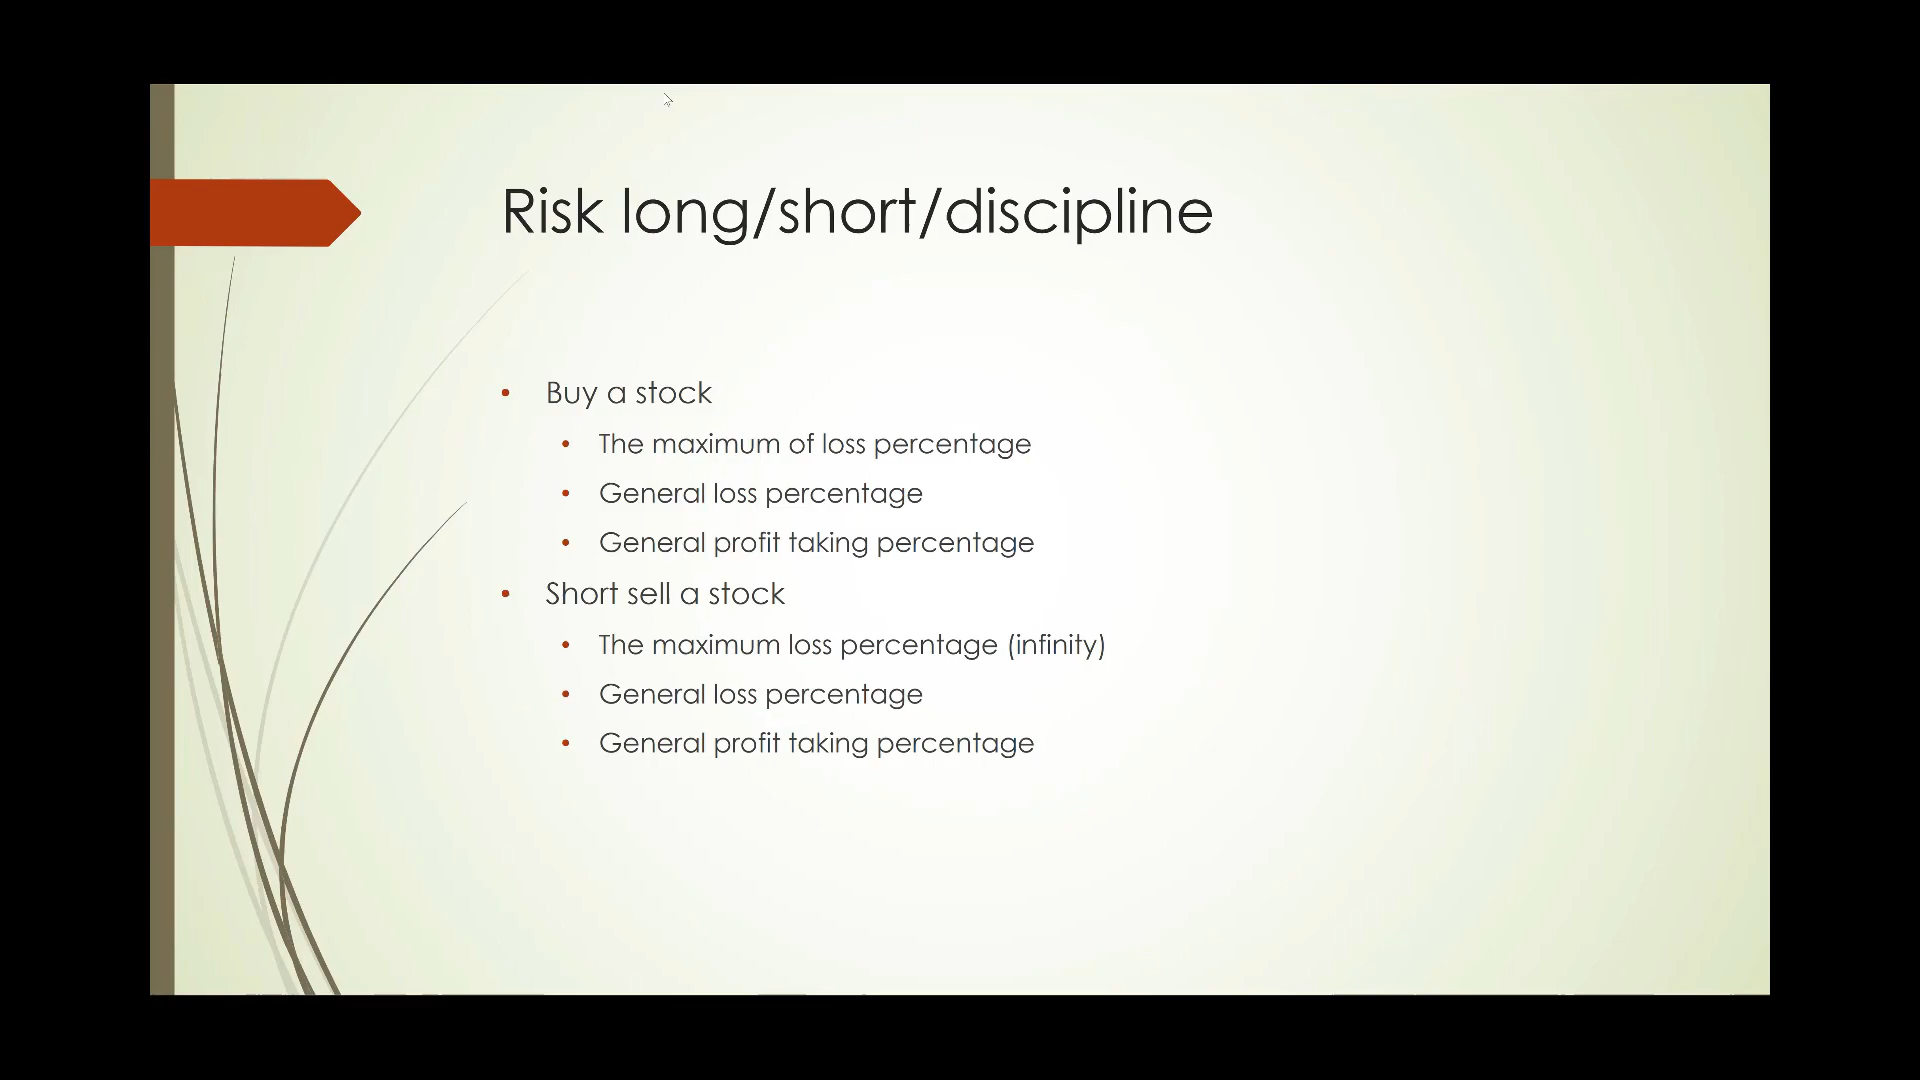 Risk long/short/discipline
• Buy a stock
• The maximum of loss percentage
• General loss percentage
• General profit taking percentage
• Short sell a stock
• The maximum loss percentage (infinity)
• General loss percentage
• General profit taking percentage